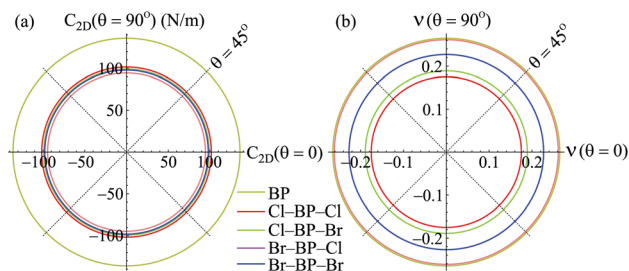 (a)
C2D(θ = 90°) (N/m)
θ = 45°
100
50
−100
−50
50
100
C2D(θ = 0)
−50
−100
BP
Cl–BP–Cl
Cl–BP–Br
Br–BP–Cl
Br–BP–Br
(b)
ν(θ = 90°)
θ = 45°
0.2
0.1
−0.2
−0.1
0.1
0.2
ν(θ = 0)
−0.1
−0.2